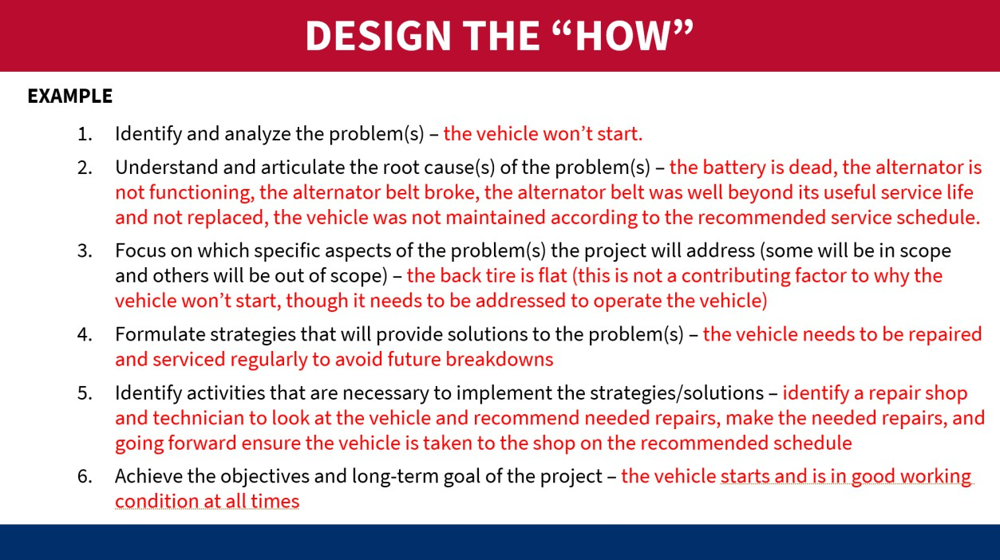 DESIGN THE “HOW”
EXAMPLE
1. Identify and analyze the problem(s) – the vehicle won’t start.
2. Understand and articulate the root cause(s) of the problem(s) – the battery is dead, the alternator is
not functioning, the alternator belt broke, the alternator belt was well beyond its useful service life
and not replaced, the vehicle was not maintained according to the recommended service schedule.
3. Focus on which specific aspects of the problem(s) the project will address (some will be in scope
and others will be out of scope) – the back tire is flat (this is not a contributing factor to why the
vehicle won’t start, though it needs to be addressed to operate the vehicle)
4. Formulate strategies that will provide solutions to the problem(s) – the vehicle needs to be repaired
and serviced regularly to avoid future breakdowns
5. Identify activities that are necessary to implement the strategies/solutions – identify a repair shop
and technician to look at the vehicle and recommend needed repairs, make the needed repairs, and
going forward ensure the vehicle is taken to the shop on the recommended schedule
6. Achieve the objectives and long-term goal of the project – the vehicle starts and is in good working
condition at all times